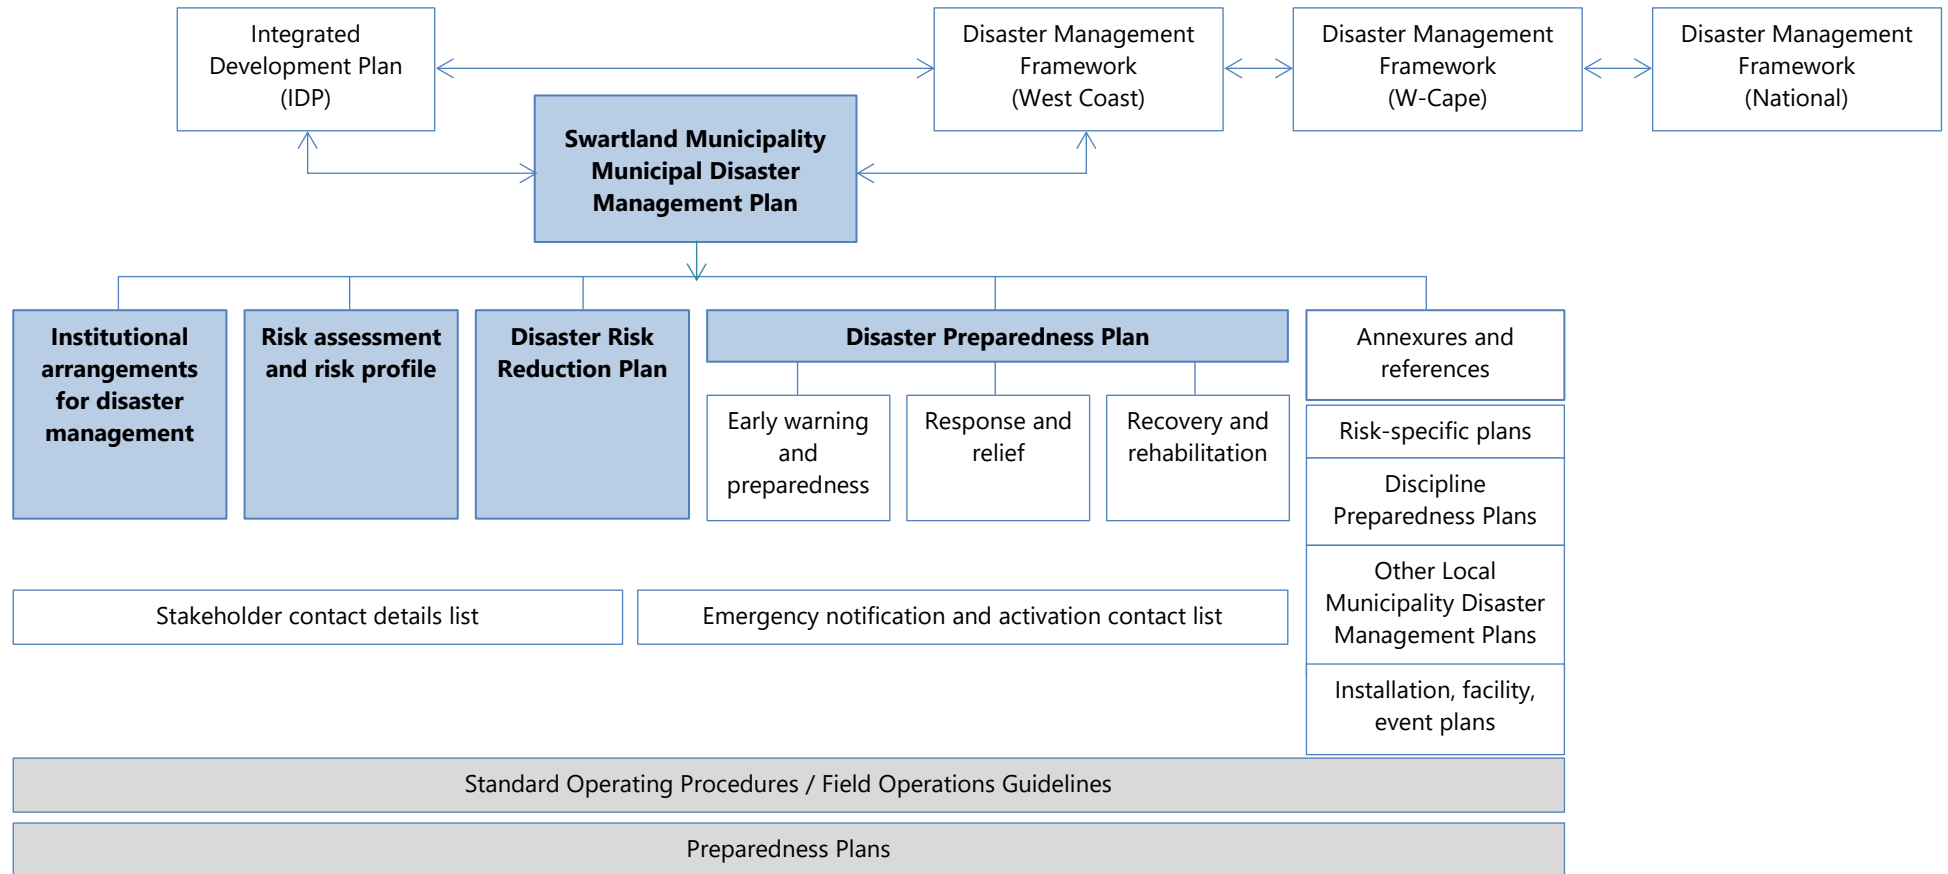 Integrated
Development Plan
(IDP)
Disaster Management
Framework
(West Coast)
Disaster Management
Framework
(W-Cape)
Disaster Management
Framework
(National)
Swartland Municipality
Municipal Disaster
Management Plan
Institutional
arrangements
for disaster
management
Risk assessment
and risk profile
Disaster Risk
Reduction Plan
Disaster Preparedness Plan
Early warning
and
preparedness
Response and
relief
Recovery and
rehabilitation
Annexures and
references
Risk-specific plans
Discipline
Preparedness Plans
Other Local
Municipality Disaster
Management Plans
Installation, facility,
event plans
Stakeholder contact details list
Emergency notification and activation contact list
Standard Operating Procedures / Field Operations Guidelines
Preparedness Plans